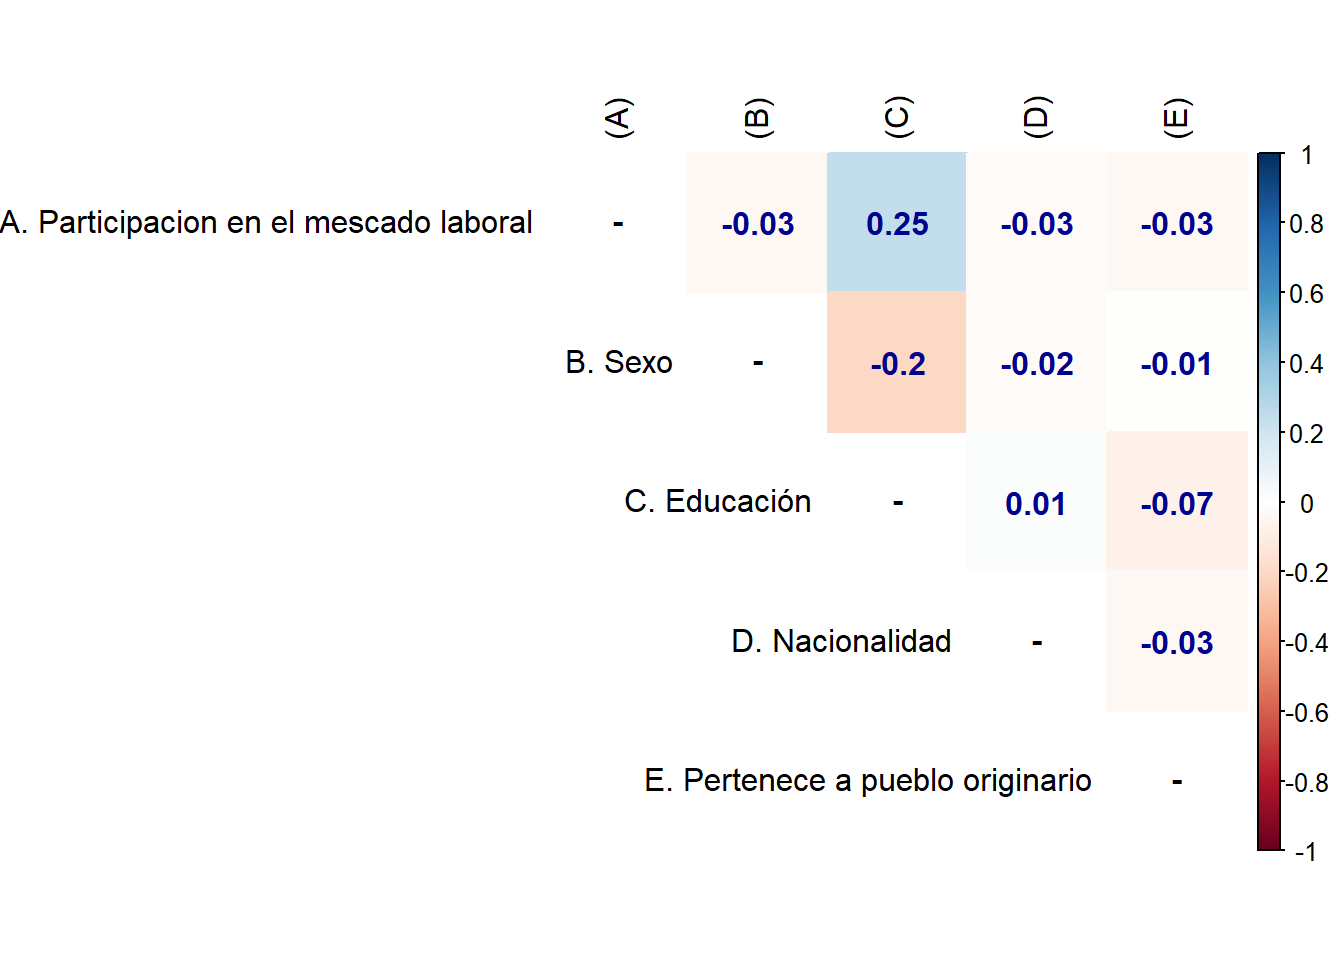 (A) (B) (C) (D) (E)
A. Participacion en el mescado laboral - -0.03 0.25 -0.03 -0.03
B. Sexo - -0.2 -0.02 -0.01
C. Educación - 0.01 -0.07
D. Nacionalidad - -0.03
E. Pertenece a pueblo originario -
1
0.8
0.6
0.4
0.2
0
-0.2
-0.4
-0.6
-0.8
-1